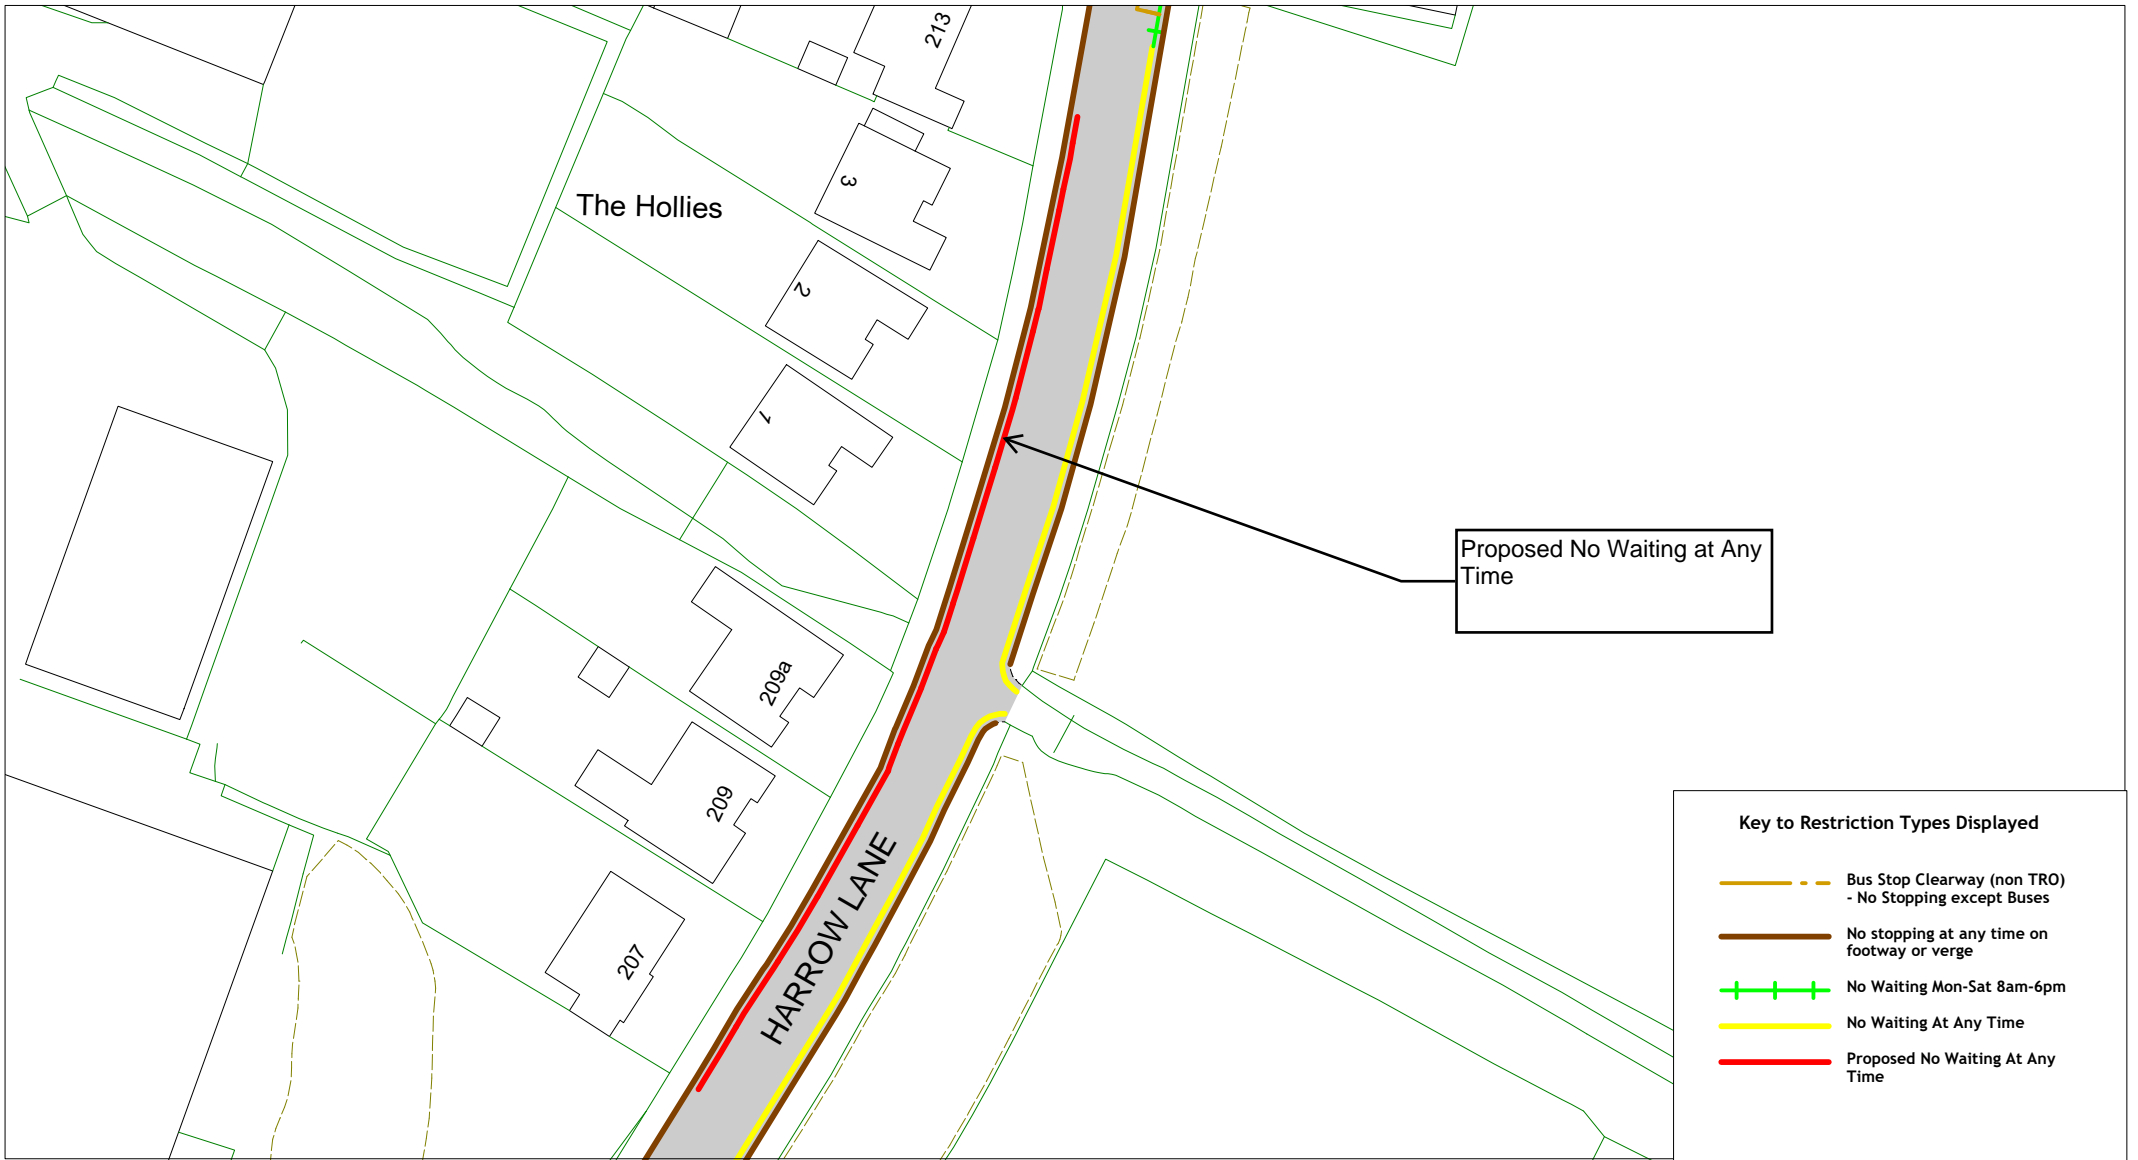 213
3
The Hollies
2
1
Proposed No Waiting at Any
Time
209a
209
207
HARROW LANE
Key to Restriction Types Displayed
Bus Stop Clearway (non TRO)
- No Stopping except Buses
No stopping at any time on
footway or verge
No Waiting Mon-Sat 8am-6pm
No Waiting At Any Time
Proposed No Waiting At Any
Time